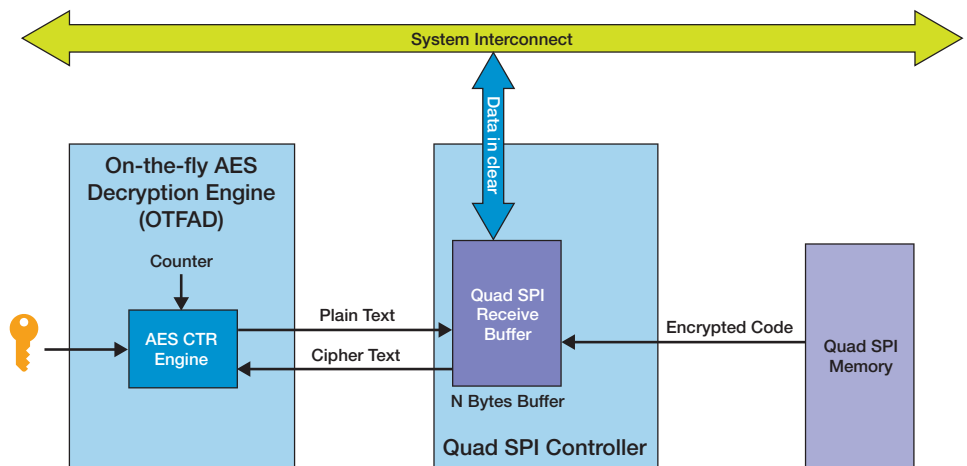 System Interconnect
Data in clear
On-the-fly AES
Decryption Engine
(OTFAD)
Counter
AES CTR
Engine
Plain Text
Cipher Text
Quad SPI
Receive
Buffer
N Bytes Buffer
Quad SPI Controller
Encrypted Code
Quad SPI
Memory